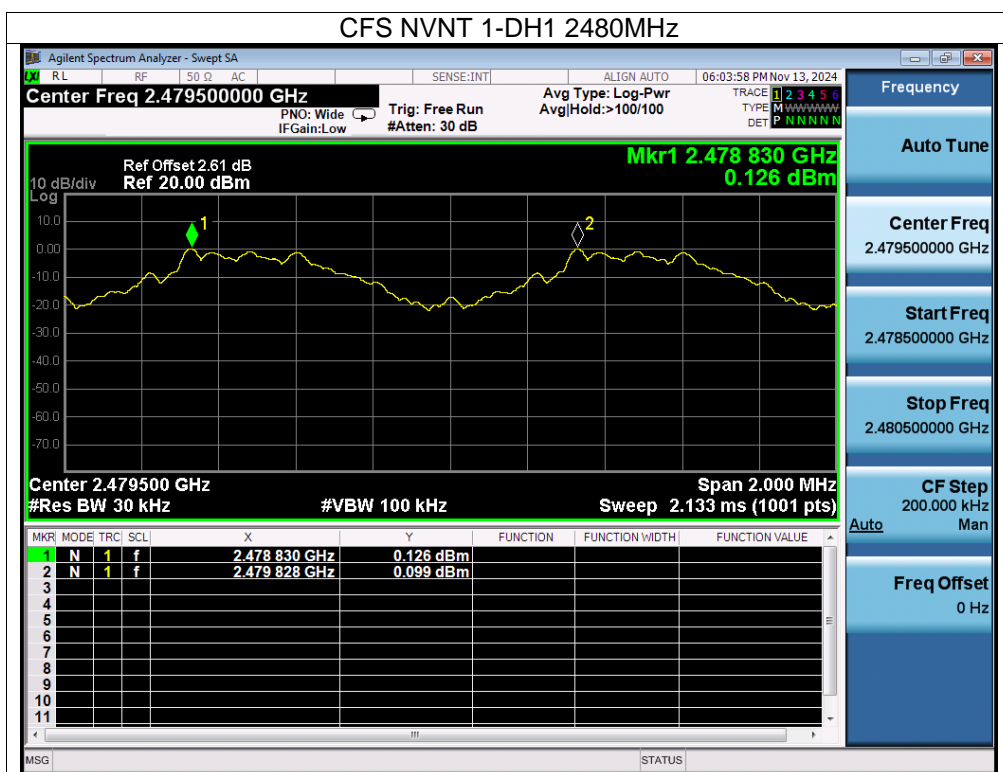 CFS NVNT 1-DH1 2480MHz
Agilent Spectrum Analyzer - Swept SA
LXI RL RF 50 Ω AC SENSE:INT ALIGN AUTO 06:03:58 PM Nov 13, 2024
Center Freq 2.479500000 GHz
PNO: Wide
IFGain:Low
Trig: Free Run
#Atten: 30 dB
Avg Type: Log-Pwr
Avg|Hold:>100/100
TRACE 1 2 3 4 5 6
TYPE M W W W W W
DET P N N N N N
Mkr1 2.478 830 GHz
0.126 dBm
Ref Offset 2.61 dB
10 dB/div Ref 20.00 dBm
Log
10.0
0.00
-10.0
-20.0
-30.0
-40.0
-50.0
-60.0
-70.0
1
2
Center 2.479500 GHz Span 2.000 MHz
#Res BW 30 kHz #VBW 100 kHz Sweep 2.133 ms (1001 pts)
MKR MODE TRC SCL X Y FUNCTION FUNCTION WIDTH FUNCTION VALUE
1 N 1 f 2.478 830 GHz 0.126 dBm
2 N 1 f 2.479 828 GHz 0.099 dBm
3
4
5
6
7
8
9
10
11
MSG STATUS
Frequency
Auto Tune
Center Freq
2.479500000 GHz
Start Freq
2.478500000 GHz
Stop Freq
2.480500000 GHz
CF Step
200.000 kHz
Auto Man
Freq Offset
0 Hz